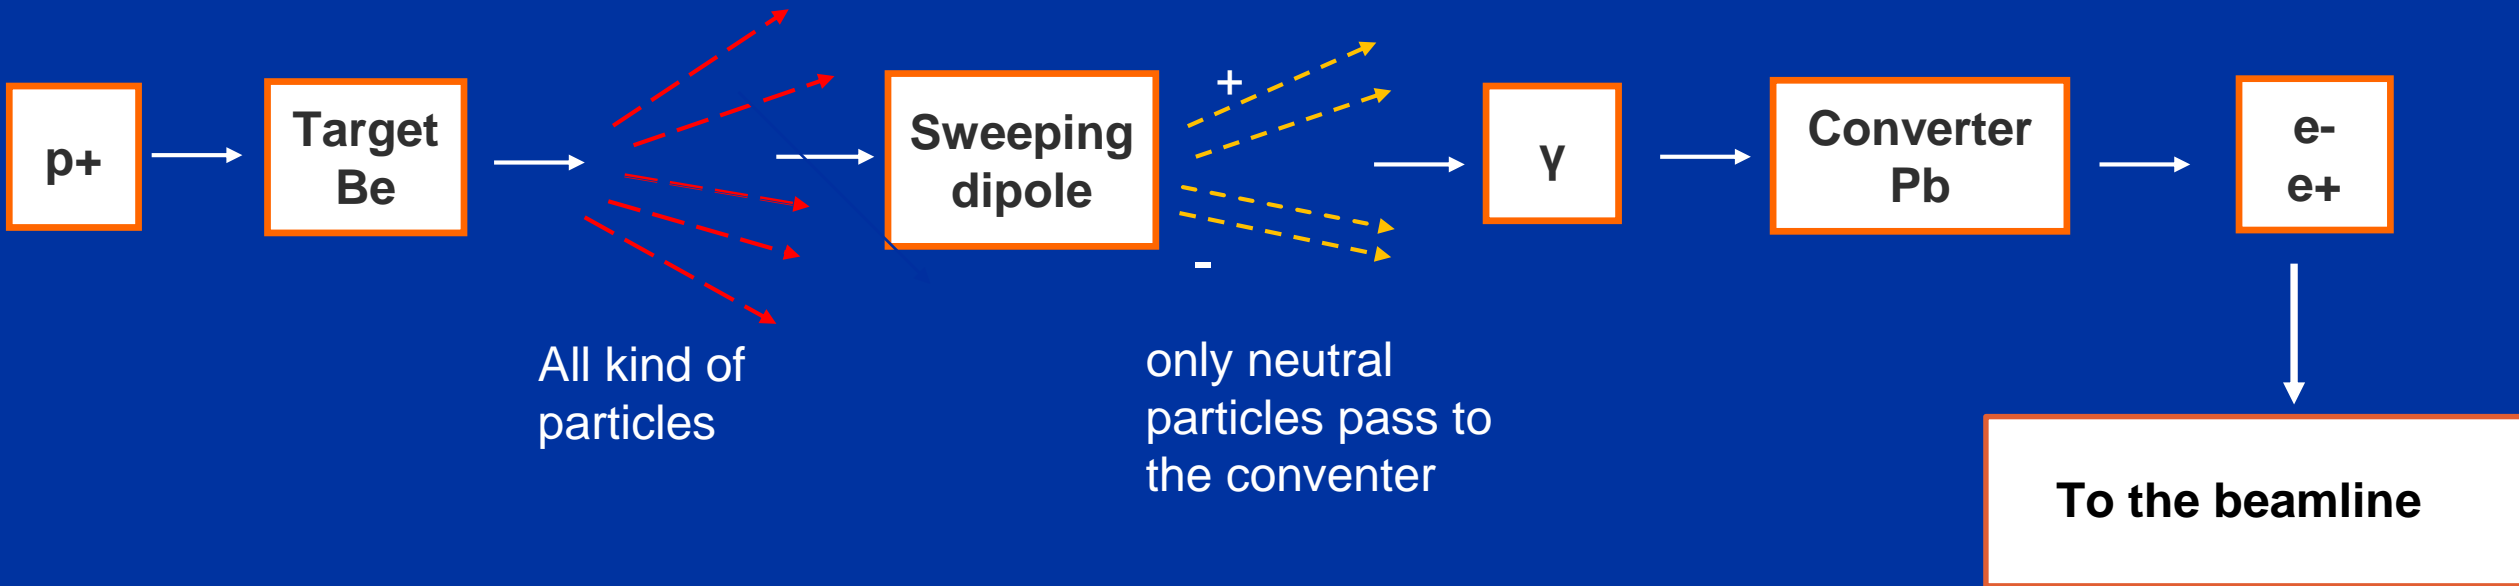 p+
Target
Be
All kind of
particles
Sweeping
dipole
+
-
only neutral
particles pass to
the conventer
γ
Converter
Pb
e-
e+
To the beamline